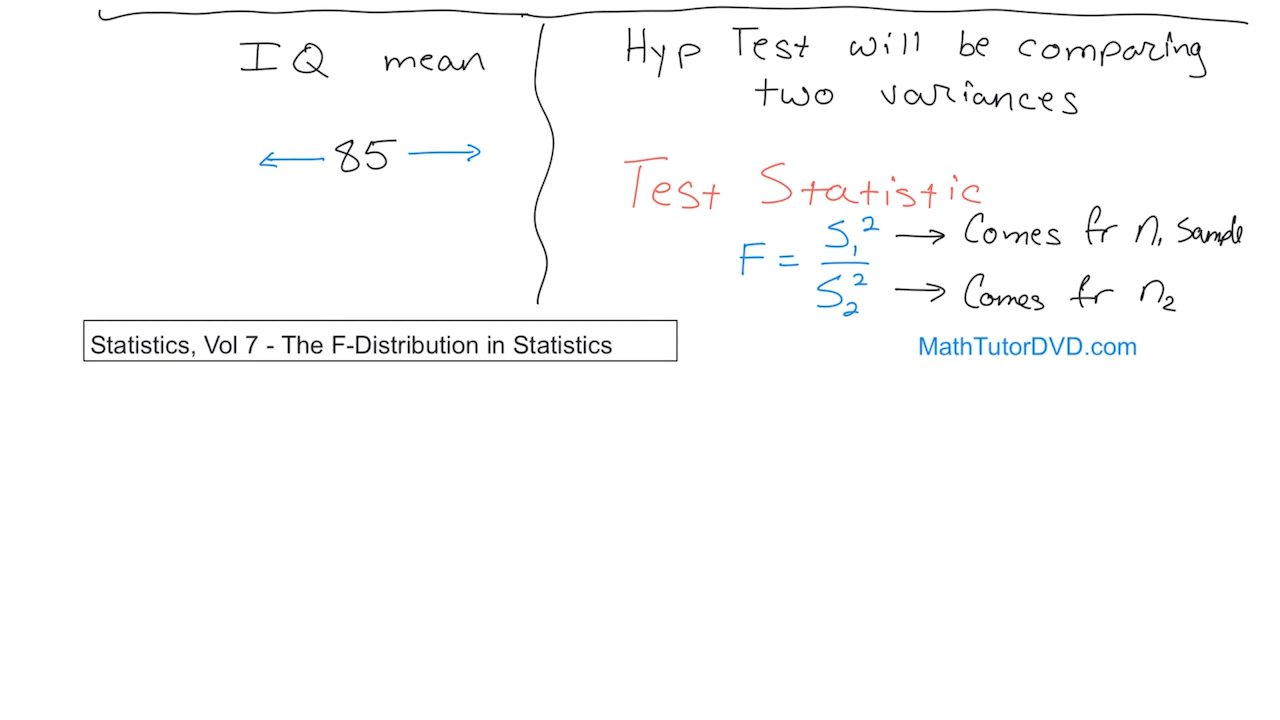 IQ mean
← 85 →
Hyp Test will be comparing
two variances
Test Statistic
F = S₁² / S₂²
→ Comes fr n₁ Sample
→ Comes fr n₂
Statistics, Vol 7 - The F-Distribution in Statistics
MathTutorDVD.com